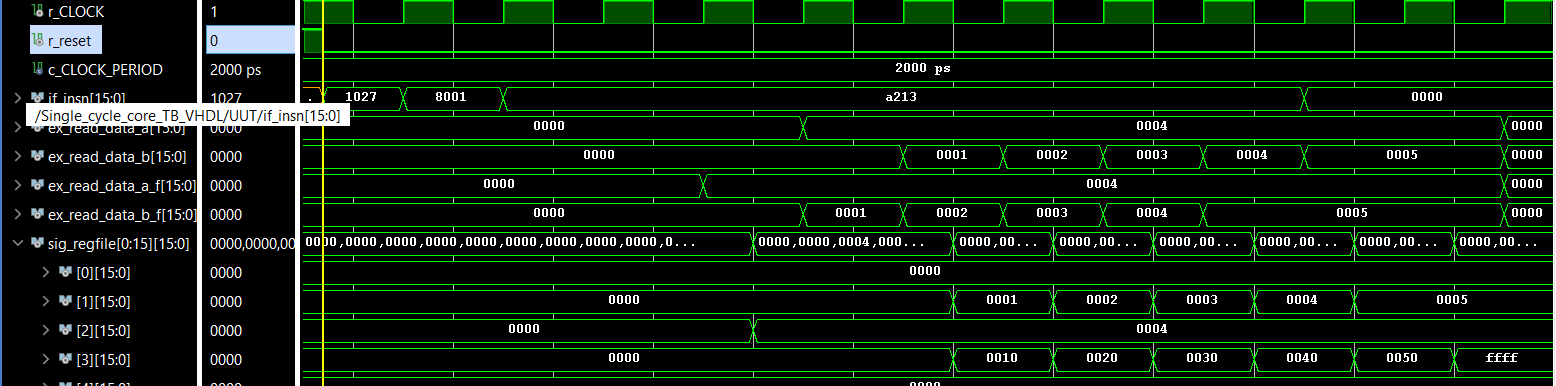 r_CLOCK 1
r_reset 0
c_CLOCK_PERIOD 2000 ps 2000 ps
if_insn[15:0] 1027 . 1027 8001 a213 0000
/Single_cycle_core_TB_VHDL/UUT/if_insn[15:0]
ex_read_data_a[15:0] 0000 0000 0004 0000
ex_read_data_b[15:0] 0000 0000 0001 0002 0003 0004 0005 0000
ex_read_data_a_f[15:0] 0000 0000 0004 0000
ex_read_data_b_f[15:0] 0000 0000 0001 0002 0003 0004 0005 0000
sig_regfile[0:15][15:0] 0000,0000,00 0000,0000,0000,0000,0000,0000,0000,0000,0... 0000,0000,0004,000... 0000,00... 0000,00... 0000,00... 0000,00... 0000,00... 0000,00...
[0][15:0] 0000 0000
[1][15:0] 0000 0000 0001 0002 0003 0004 0005
[2][15:0] 0000 0000 0004
[3][15:0] 0000 0000 0010 0020 0030 0040 0050 ffff